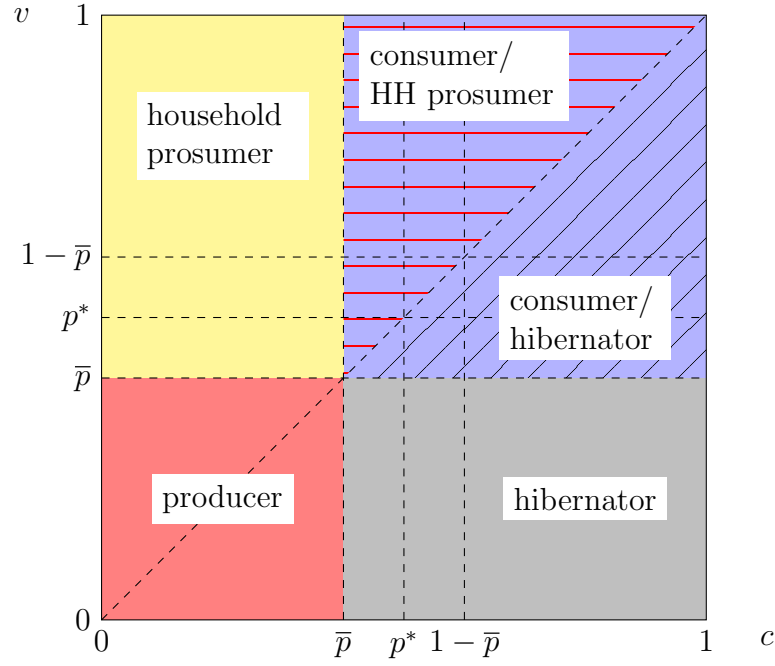 v
1
consumer/
HH prosumer
household
prosumer
1 − p̅
consumer/
hibernator
p*
p̅
producer
hibernator
0
0
p̅
p*
1 − p̅
1
c